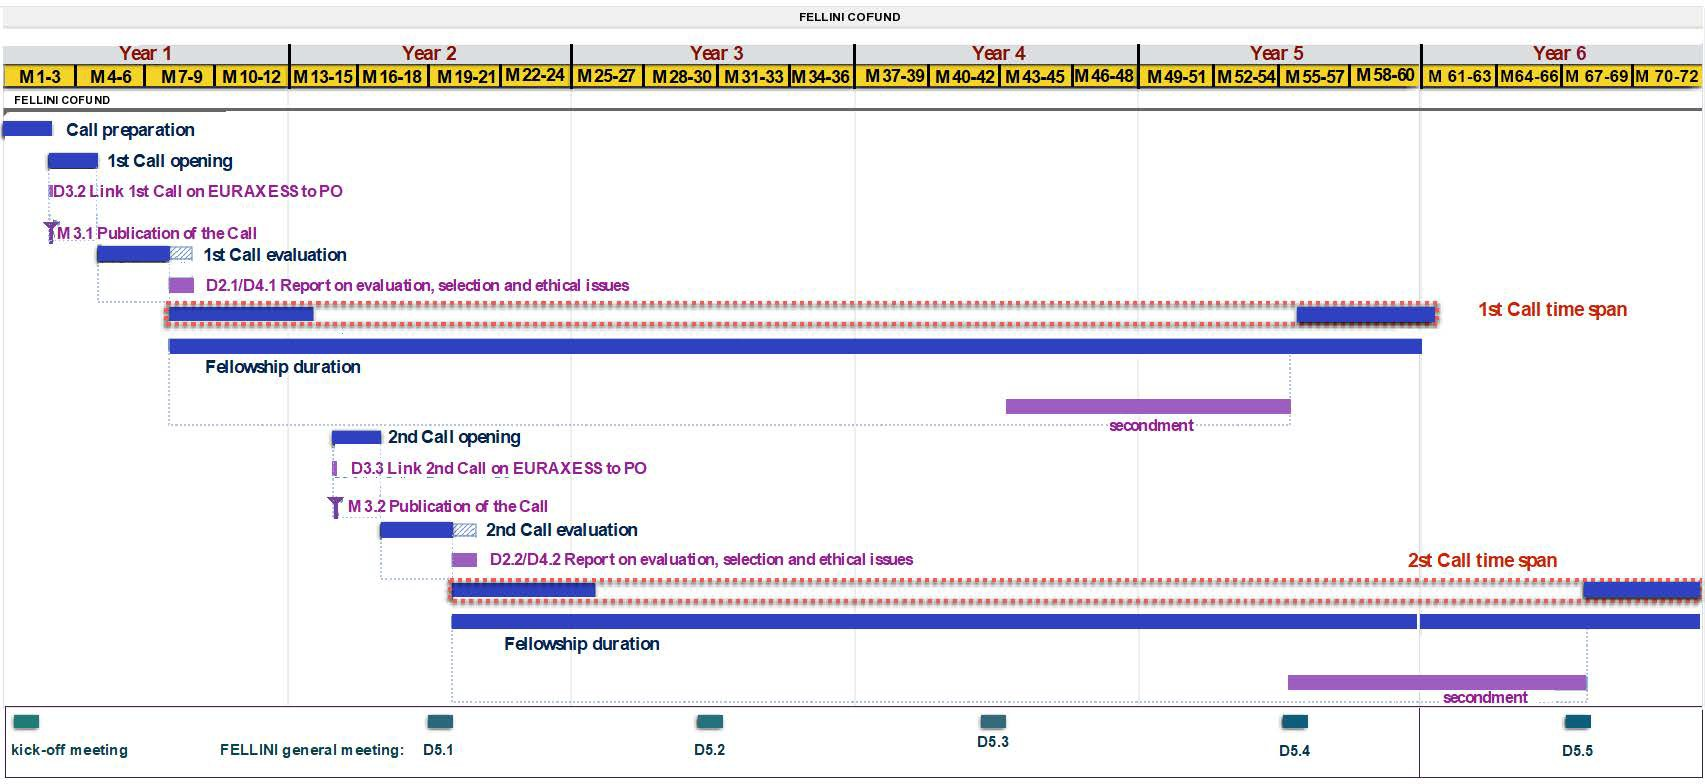 FELLINI COFUND
Year 1 Year 2 Year 3 Year 4 Year 5 Year 6
M 1-3 M 4-6 M 7-9 M 10-12 M 13-15 M 16-18 M 19-21 M 22-24 M 25-27 M 28-30 M 31-33 M 34-36 M 37-39 M 40-42 M 43-45 M 46-48 M 49-51 M 52-54 M 55-57 M 58-60 M 61-63 M 64-66 M 67-69 M 70-72
FELLINI COFUND
Call preparation
1st Call opening
D3.2 Link 1st Call on EURAXESS to PO
M 3.1 Publication of the Call
1st Call evaluation
D2.1/D4.1 Report on evaluation, selection and ethical issues
1st Call time span
Fellowship duration
secondment
2nd Call opening
D3.3 Link 2nd Call on EURAXESS to PO
M 3.2 Publication of the Call
2nd Call evaluation
D2.2/D4.2 Report on evaluation, selection and ethical issues
2st Call time span
Fellowship duration
secondment
kick-off meeting FELLINI general meeting: D5.1 D5.2 D5.3 D5.4 D5.5